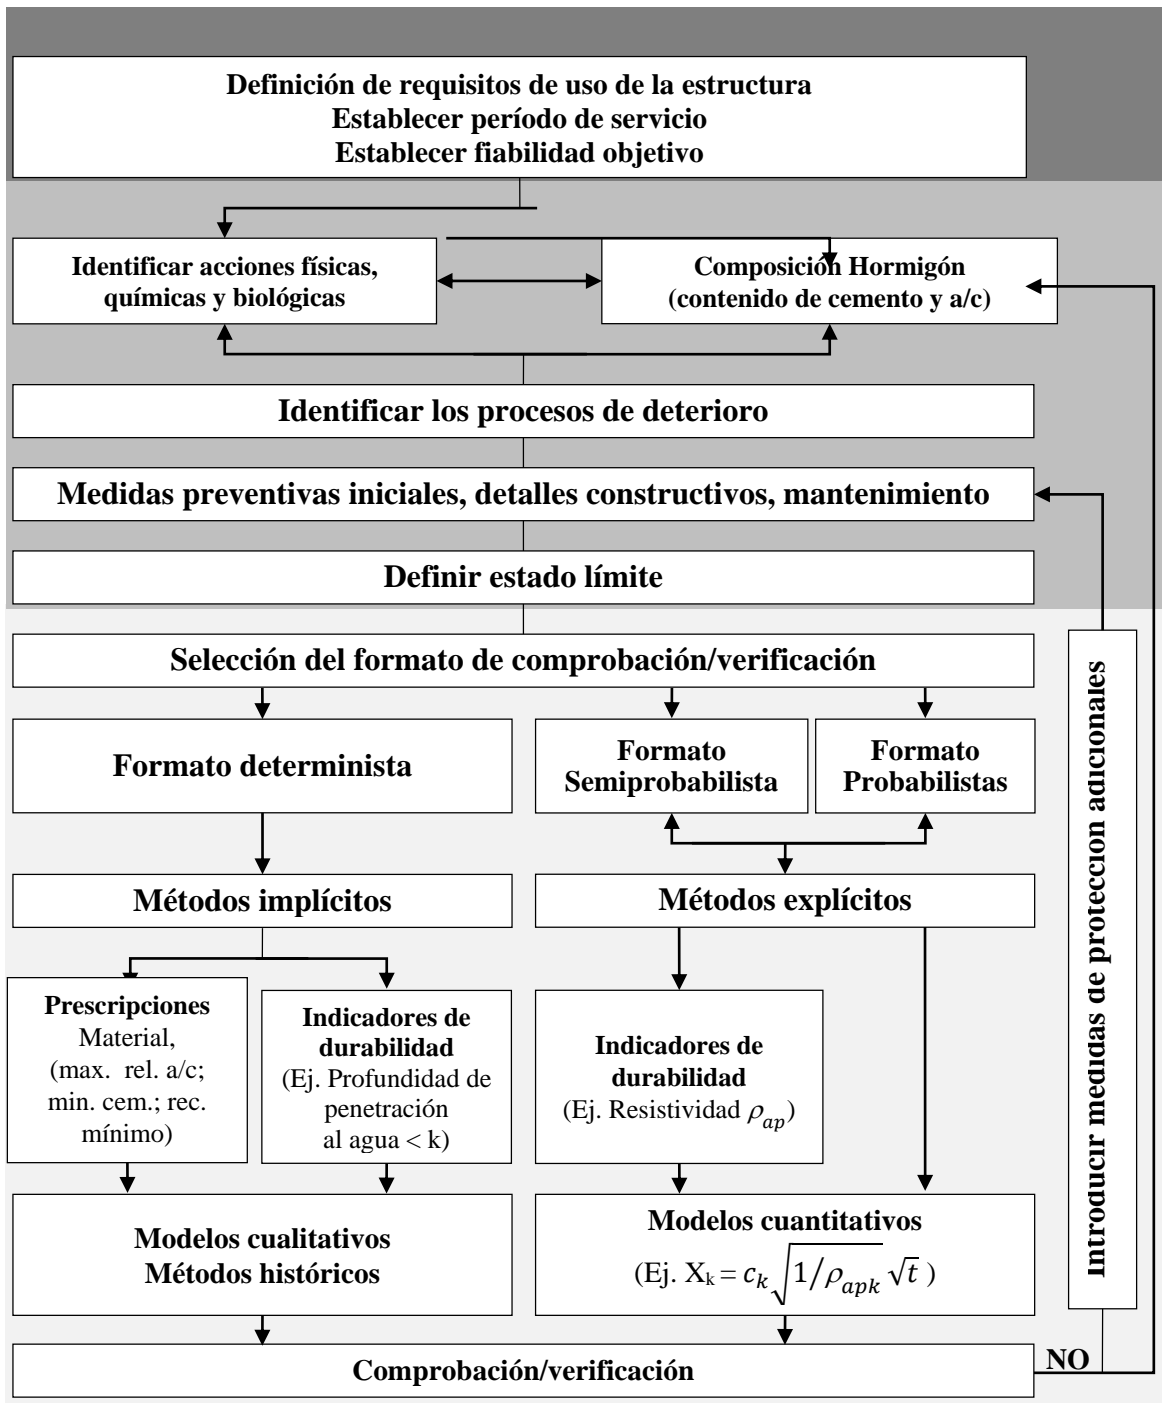 Definición de requisitos de uso de la estructura
Establecer período de servicio
Establecer fiabilidad objetivo
Identificar acciones físicas,
químicas y biológicas
Composición Hormigón
(contenido de cemento y a/c)
Identificar los procesos de deterioro
Medidas preventivas iniciales, detalles constructivos, mantenimiento
Definir estado límite
Selección del formato de comprobación/verificación
Formato determinista
Formato
Semiprobabilista
Formato
Probabilistas
Métodos implícitos
Métodos explícitos
Prescripciones
Material,
(max. rel. a/c;
min. cem.; rec.
mínimo)
Indicadores de
durabilidad
(Ej. Profundidad de
penetración
al agua < k)
Indicadores de
durabilidad
(Ej. Resistividad ρap)
Modelos cualitativos
Métodos históricos
Modelos cuantitativos
(Ej. Xk = ck√(1/ρapk) √t )
Comprobación/verificación
NO
Introducir medidas de proteccion adicionales